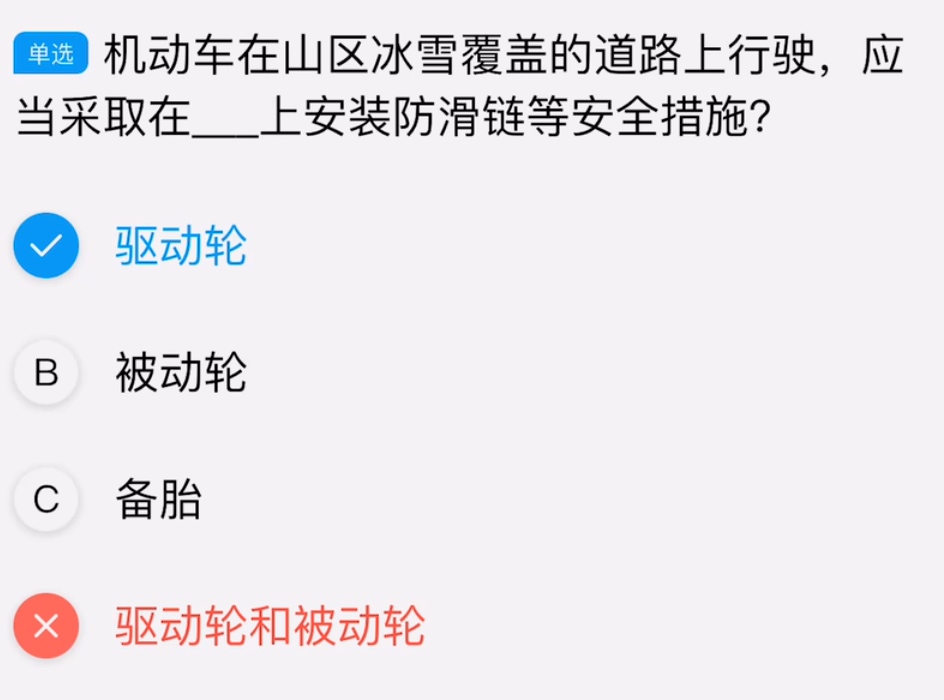 单选 机动车在山区冰雪覆盖的道路上行驶，应
当采取在___上安装防滑链等安全措施？
驱动轮
B 被动轮
C 备胎
驱动轮和被动轮